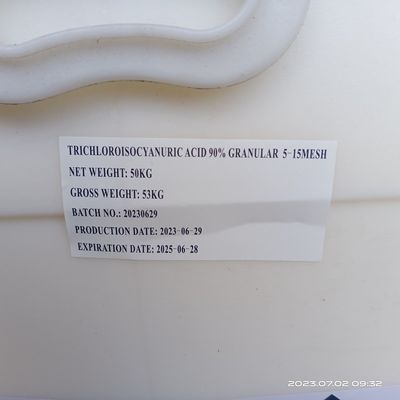 TRICHLOROISOCYANURIC ACID 90% GRANULAR 5-15MESH
NET WEIGHT: 50KG
GROSS WEIGHT: 53KG
BATCH NO.: 20230629
PRODUCTION DATE: 2023-06-29
EXPIRATION DATE: 2025-06-28
2023.07.02 09:32